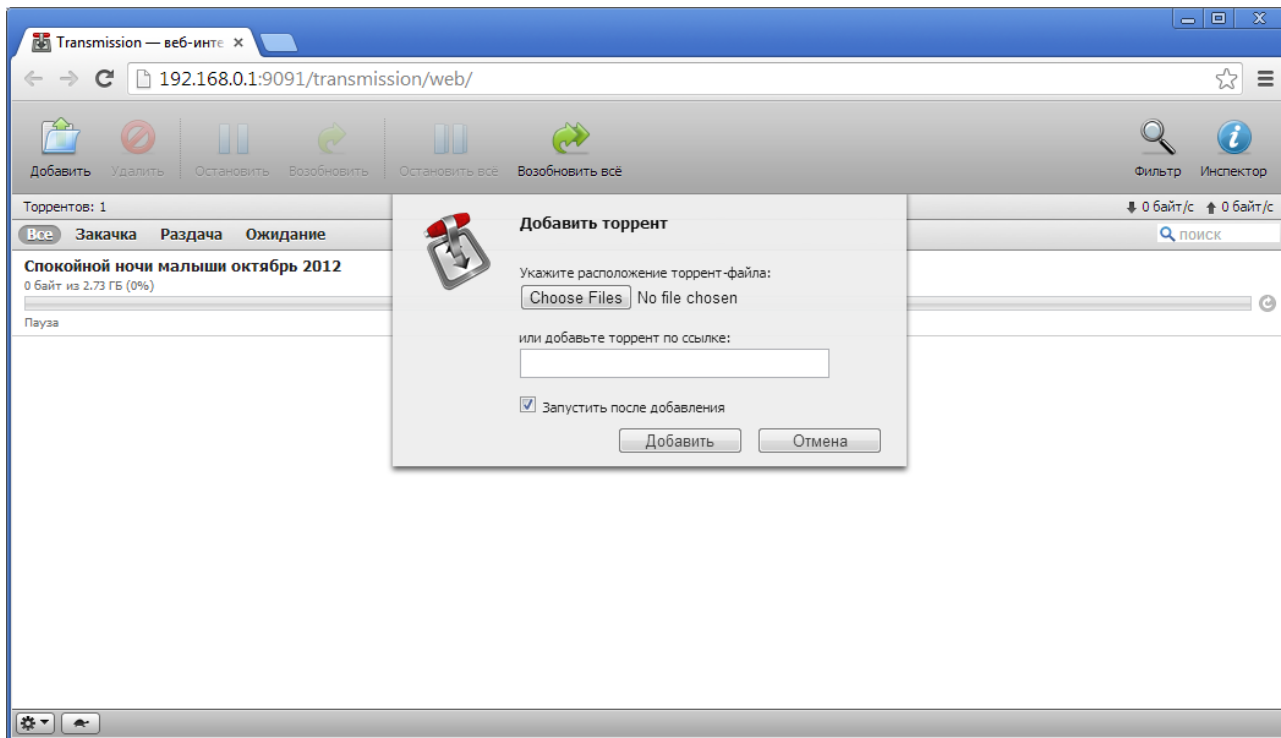 Transmission — веб-инте
192.168.0.1:9091/transmission/web/
Добавить Удалить Остановить Возобновить Остановить всё Возобновить всё Фильтр Инспектор
Торрентов: 1 0 байт/с 0 байт/с
Все Закачка Раздача Ожидание поиск
Спокойной ночи малыши октябрь 2012
0 байт из 2.73 ГБ (0%)
Пауза
Добавить торрент
Укажите расположение торрент-файла:
Choose Files No file chosen
или добавьте торрент по ссылке:
Запустить после добавления
Добавить Отмена